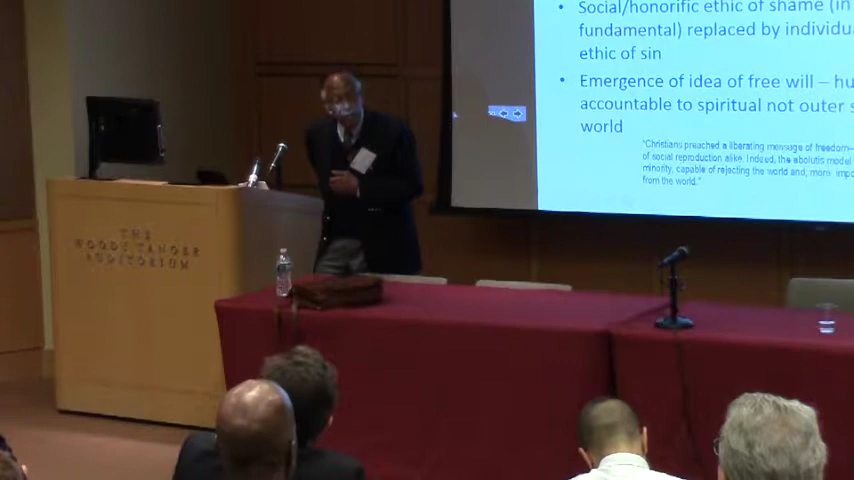 • Social/honorific ethic of shame (in
fundamental) replaced by individua
ethic of sin
• Emergence of idea of free will – hu
accountable to spiritual not outer s
world
"Christians preached a liberating message of freedom—
of social reproduction alike. Indeed, the absolutis model
minority, capable of rejecting the world and, more impo
from the world."
THE
WOODS TANGER
AUDITORIUM